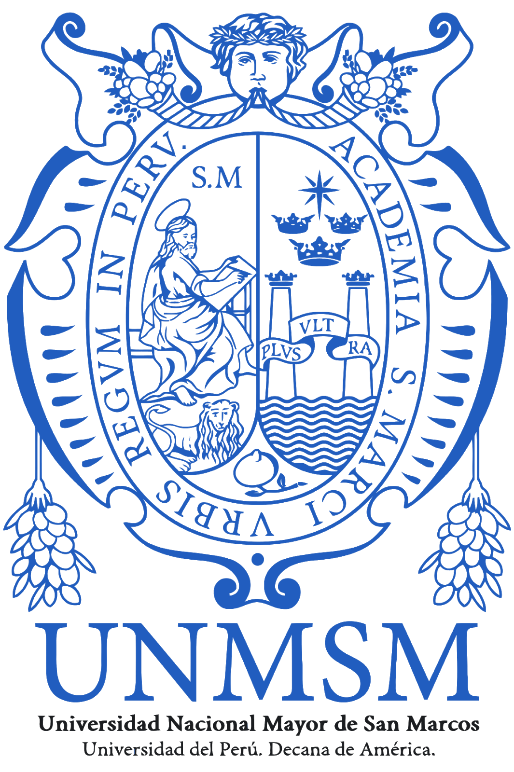 ACADEMIA S. MARCI VRBIS REGVM IN PERV.
S.M
PLVS VLT RA
UNMSM
Universidad Nacional Mayor de San Marcos
Universidad del Perú. Decana de América.